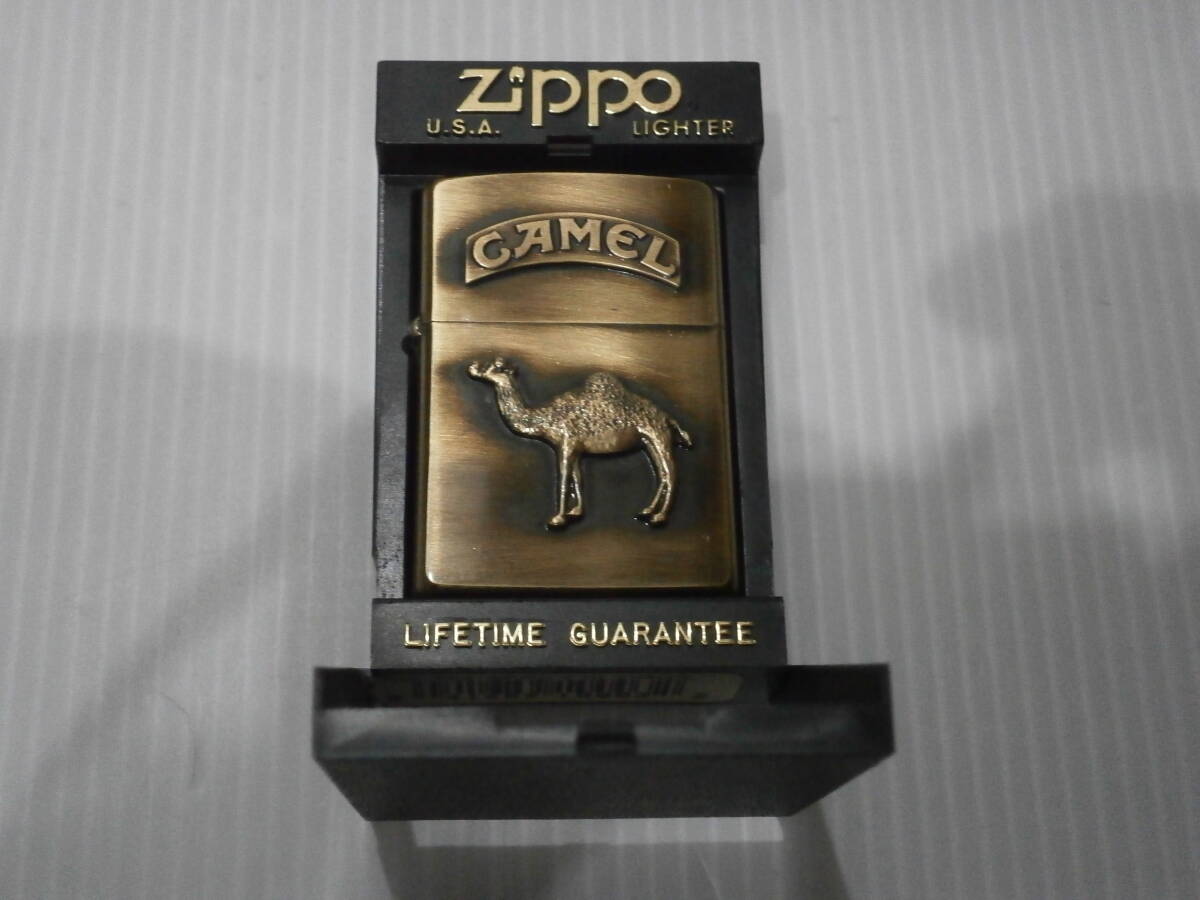 Zippo
U.S.A. LIGHTER
CAMEL
LIFETIME GUARANTEE